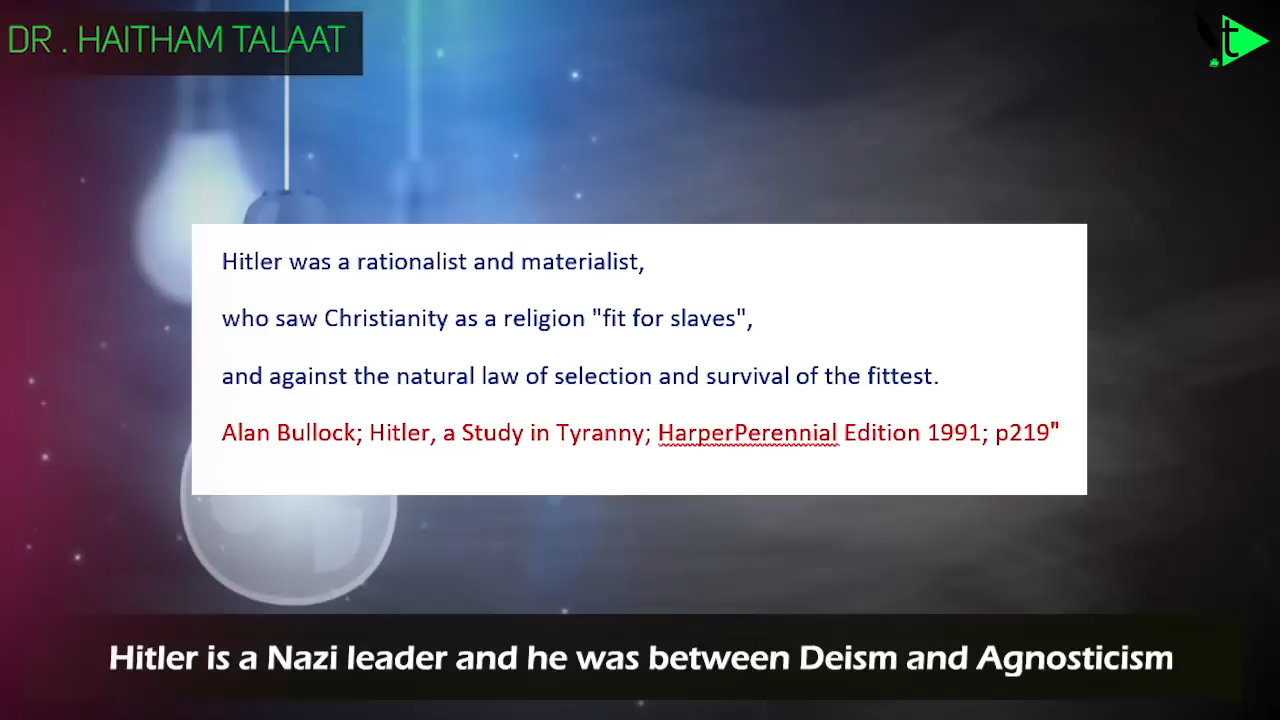 DR . HAITHAM TALAAT
t
Hitler was a rationalist and materialist,
who saw Christianity as a religion "fit for slaves",
and against the natural law of selection and survival of the fittest.
Alan Bullock; Hitler, a Study in Tyranny; HarperPerennial Edition 1991; p219"
Hitler is a Nazi leader and he was between Deism and Agnosticism